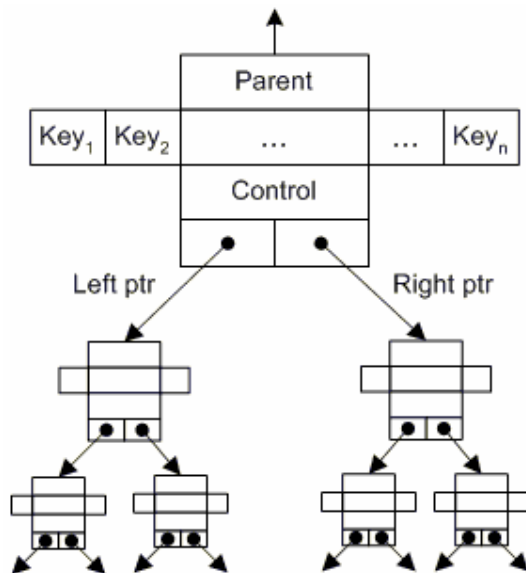 Parent
Key1 Key2 ... ... Keyn
Control
Left ptr Right ptr